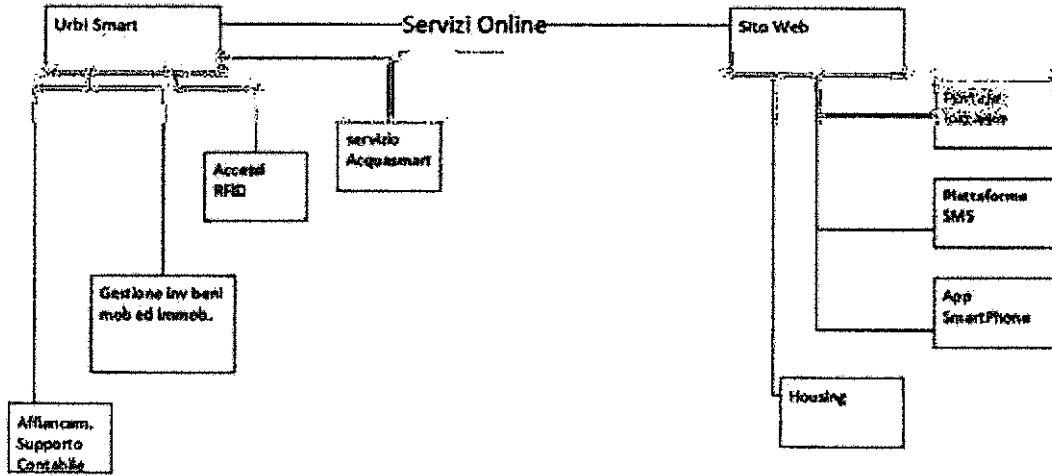 Urbi Smart
Servizi Online
Sito Web
servizio
Acquasmart
Accessi
RFID
Piattaforma
SMS
Gestione inv beni
mob ed immob.
App
SmartPhone
Housing
Affiancam.
Supporto
Contabile